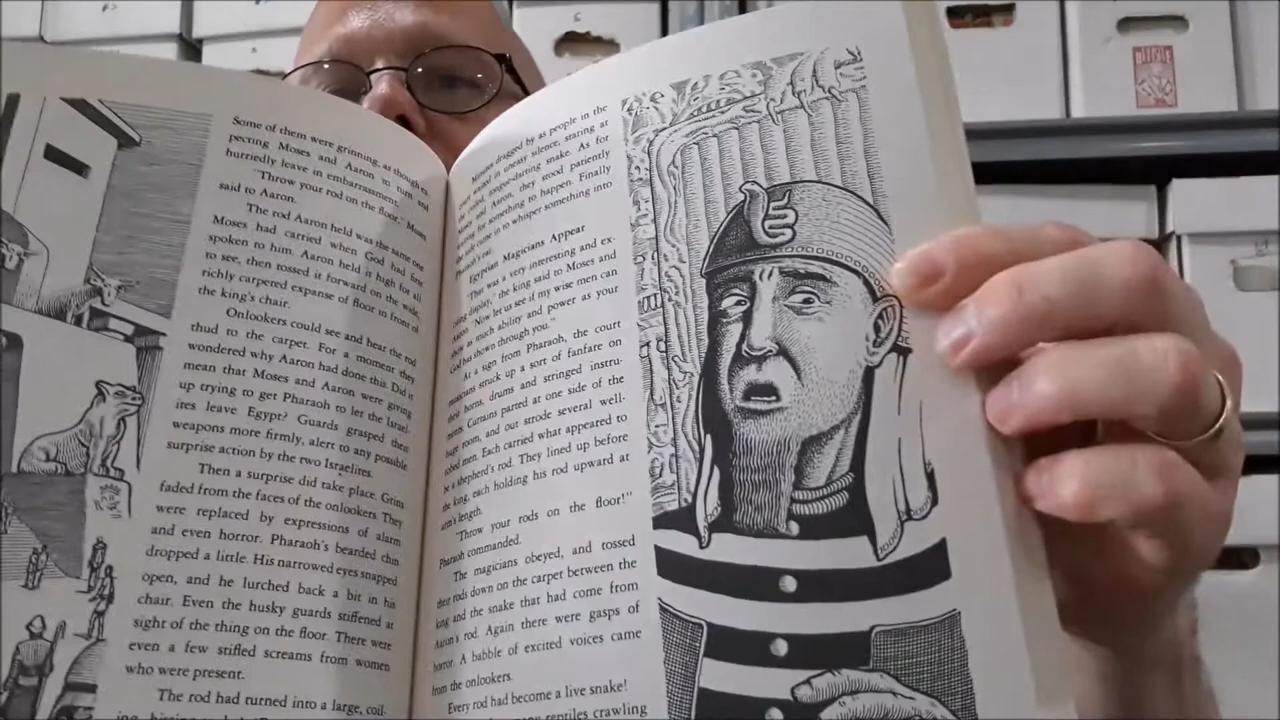 Some of them were grinning, as though ex-
pecting Moses and Aaron to turn and
hurriedly leave in embarrassment.
"Throw your rod on the floor," Moses
said to Aaron.
The rod Aaron held was the same one
Moses had carried when God had first
spoken to him. Aaron held it high for all
to see, then tossed it forward on the wide,
richly carpered expanse of floor in front of
the king's chair.
Onlookers could see and hear the rod
thud to the carpet. For a moment they
wondered why Aaron had done this. Did it
mean that Moses and Aaron were giving
up trying to get Pharaoh to let the Israel-
ites leave Egypt? Guards grasped their
weapons more firmly, alert to any possible
surprise action by the two Israelites.
Then a surprise did take place. Grins
faded from the faces of the onlookers. They
were replaced by expressions of alarm
and even horror. Pharaoh's bearded chin
dropped a little. His narrowed eyes snapped
open, and he lurched back a bit in his
chair. Even the husky guards stiffened at
sight of the thing on the floor. There were
even a few stifled screams from women
who were present.
The rod had turned into a large, coil-
Minutes dragged by as people in the
court waited in uneasy silence, staring at
the coiled, tongue-darting snake. As for
Moses and Aaron, they stood patiently
for something to happen. Finally
people came in to whisper something into
Pharaoh's ear.
Egyptian Magicians Appear
"That was a very interesting and ex-
citing display," the king said to Moses and
Aaron. "Now let us see if my wise men can
show as much ability and power as your
God has shown through you."
At a sign from Pharaoh, the court
musicians struck up a sort of fanfare on
their horns, drums and stringed instru-
ments. Curtains parted at one side of the
huge room, and out strode several well-
robed men. Each carried what appeared to
be a shepherd's rod. They lined up before
the king, each holding his rod upward at
arm's length.
"Throw your rods on the floor!"
Pharaoh commanded.
The magicians obeyed, and tossed
their rods down on the carpet between the
king and the snake that had come from
Aaron's rod. Again there were gasps of
horror. A babble of excited voices came
from the onlookers.
Every rod had become a live snake!
reptiles crawling